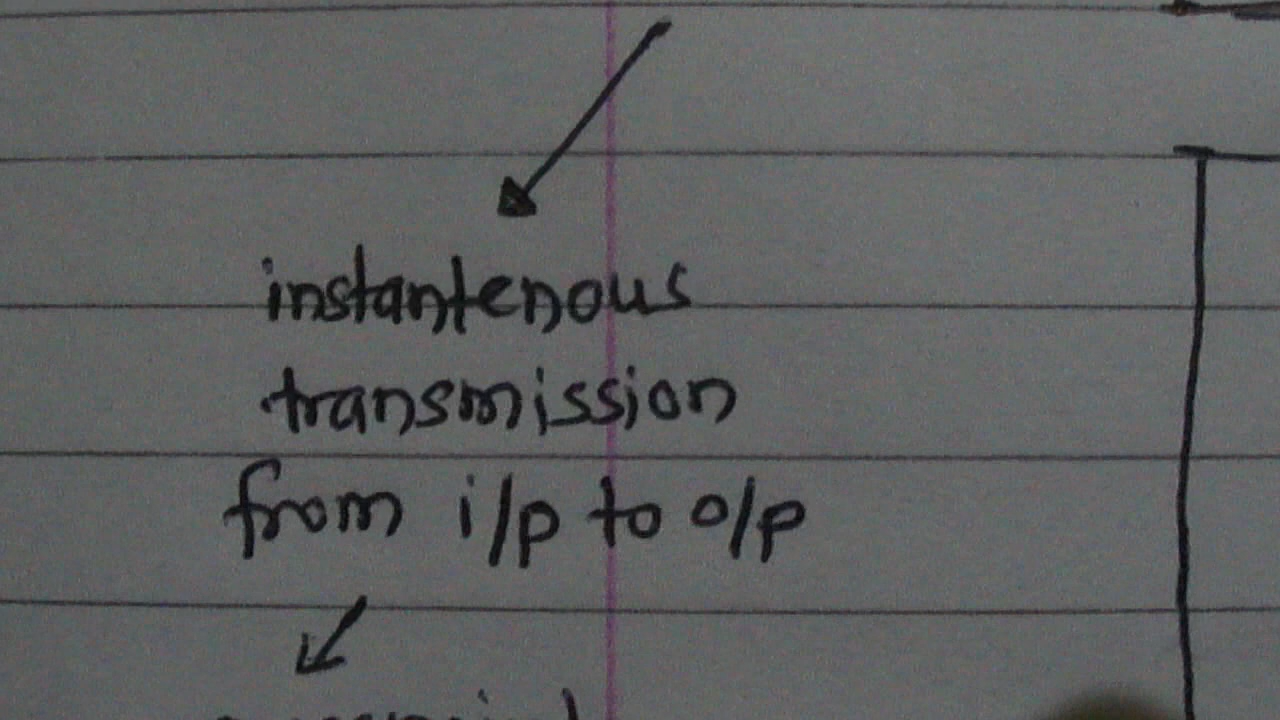 instantenous
transmission
from i/p to o/p